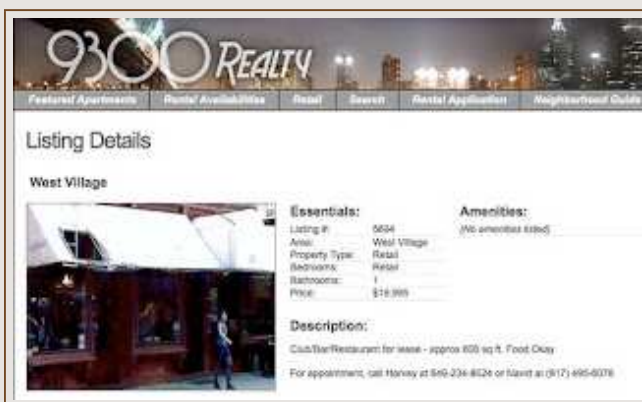 9300 REALTY
Featured Apartments Rental Availabilities Retail Search Rental Application Neighborhood Guide
Listing Details
West Village
Essentials:
Listing #:
Area: West Village
Property Type: Retail
Bedrooms: Retail
Bathrooms: 1
Price:
Amenities:
(No amenities listed)
Description:
Club/Bar/Restaurant for lease - approx 600 sq ft. Food Okay
For appointment, call Harvey at or Navid at (917)